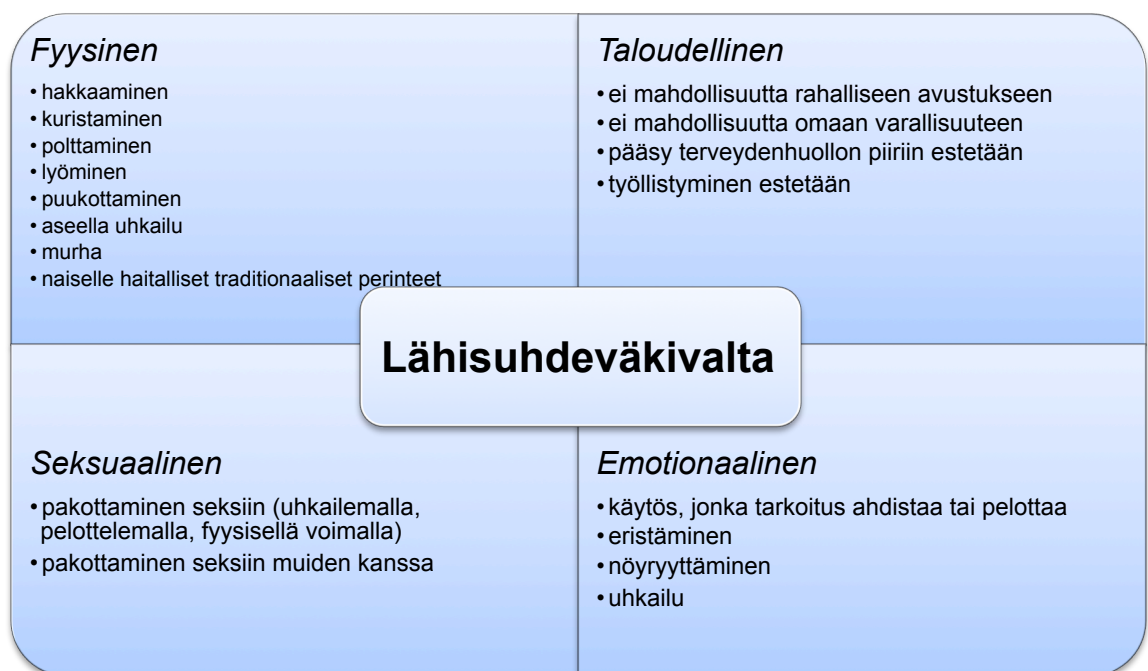 Fyysinen
• hakkaaminen
• kuristaminen
• polttaminen
• lyöminen
• puukottaminen
• aseella uhkailu
• murha
• naiselle haitalliset traditionaaliset perinteet
Taloudellinen
• ei mahdollisuutta rahalliseen avustukseen
• ei mahdollisuutta omaan varallisuuteen
• pääsy terveydenhuollon piiriin estetään
• työllistyminen estetään
Lähisuhdeväkivalta
Seksuaalinen
• pakottaminen seksiin (uhkailemalla,
pelottelemalla, fyysisellä voimalla)
• pakottaminen seksiin muiden kanssa
Emotionaalinen
• käytös, jonka tarkoitus ahdistaa tai pelottaa
• eristäminen
• nöyryyttäminen
• uhkailu